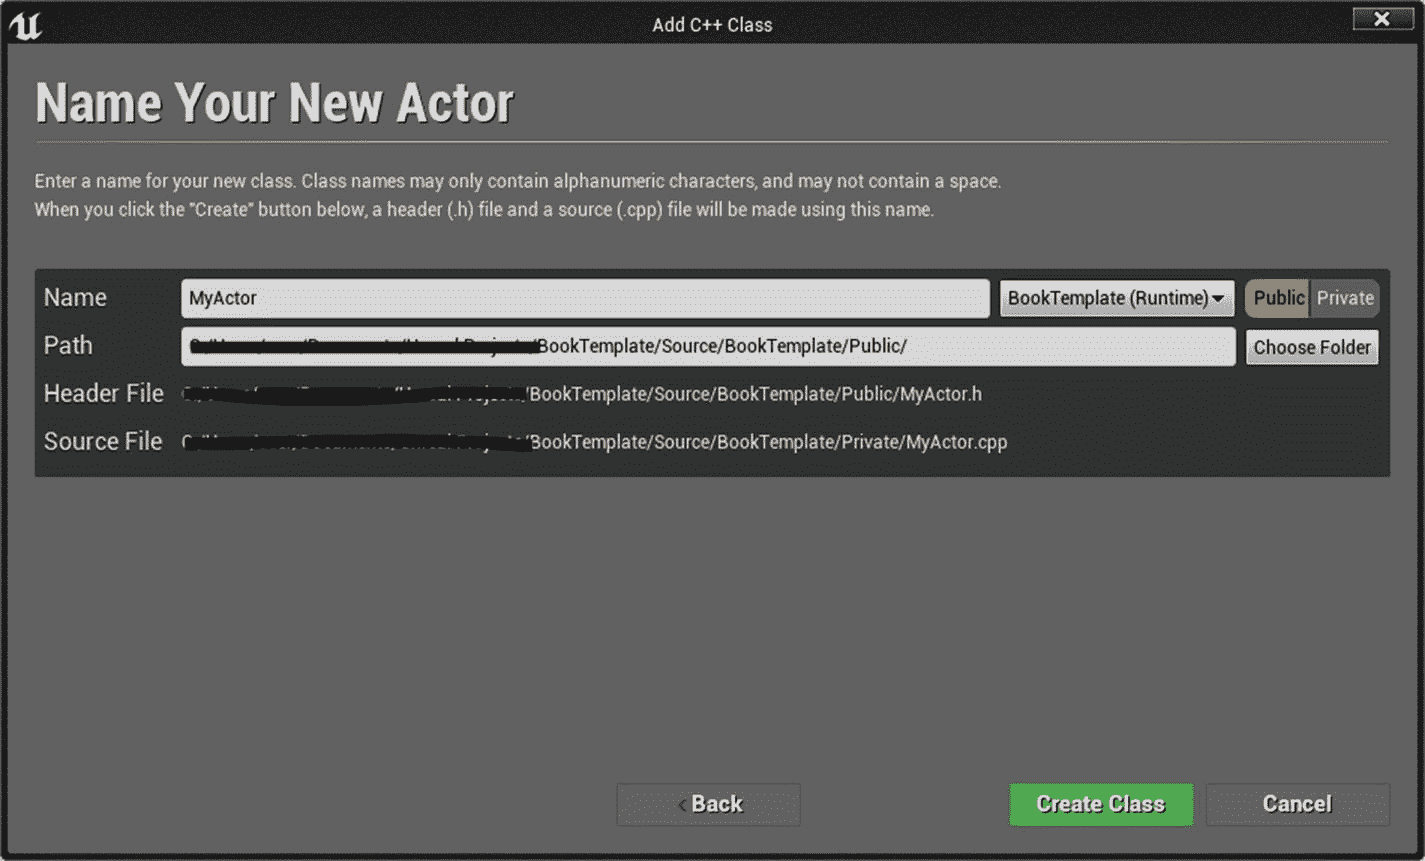 Add C++ Class
Name Your New Actor
Enter a name for your new class. Class names may only contain alphanumeric characters, and may not contain a space.
When you click the "Create" button below, a header (.h) file and a source (.cpp) file will be made using this name.
Name MyActor BookTemplate (Runtime) Public Private
Path BookTemplate/Source/BookTemplate/Public/ Choose Folder
Header File /BookTemplate/Source/BookTemplate/Public/MyActor.h
Source File /BookTemplate/Source/BookTemplate/Private/MyActor.cpp
< Back Create Class Cancel